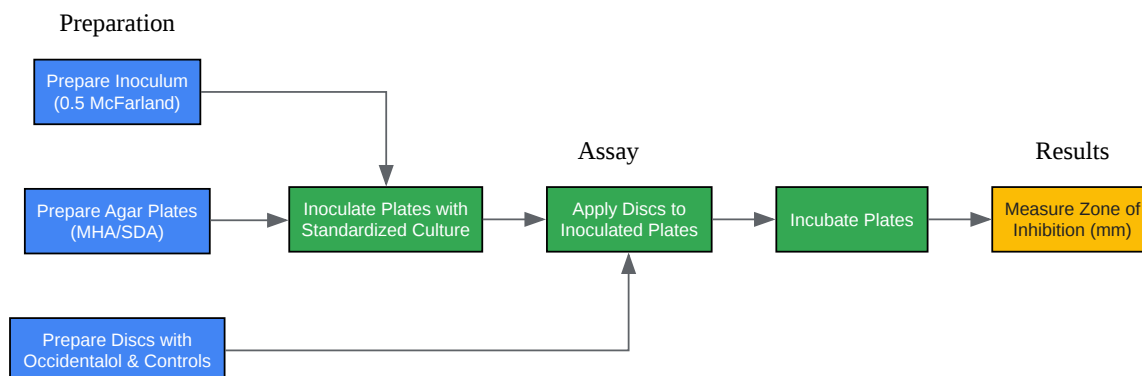 Preparation
Prepare Inoculum
(0.5 McFarland)
Assay
Results
Prepare Agar Plates
(MHA/SDA)
Inoculate Plates with
Standardized Culture
Apply Discs to
Inoculated Plates
Incubate Plates
Measure Zone of
Inhibition (mm)
Prepare Discs with
Occidentalol & Controls